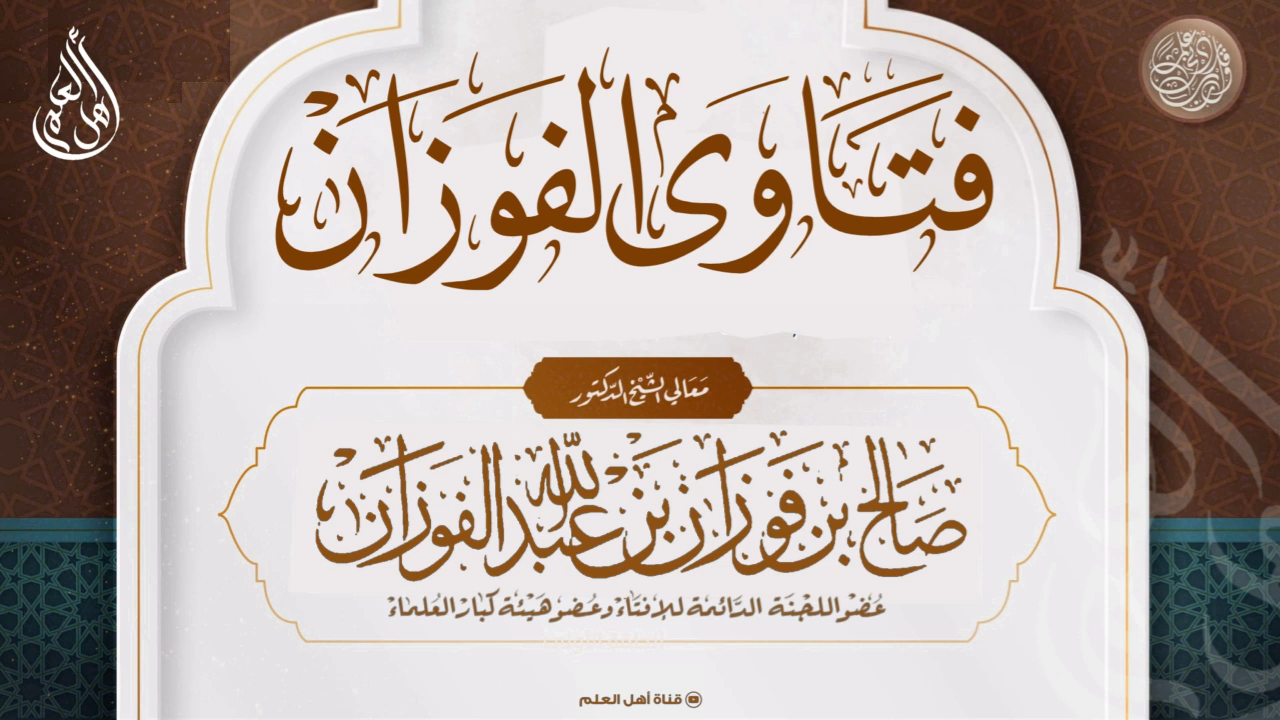 أهل العلم
فتاوى الفوزان
معالي الشيخ الدكتور
صالح بن فوزان بن عبد الله الفوزان
عضو اللجنة الدائمة للإفتاء وعضو هيئة كبار العلماء
قناة أهل العلم